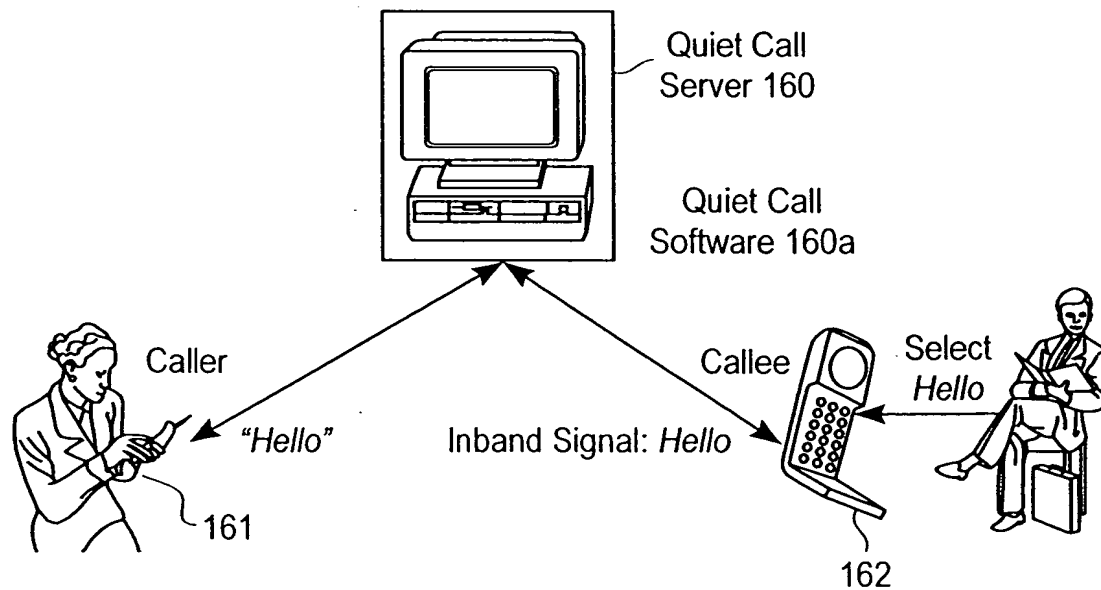 Quiet Call
Server 160
Quiet Call
Software 160a
Caller
"Hello"
161
Callee
Inband Signal: Hello
162
Select
Hello